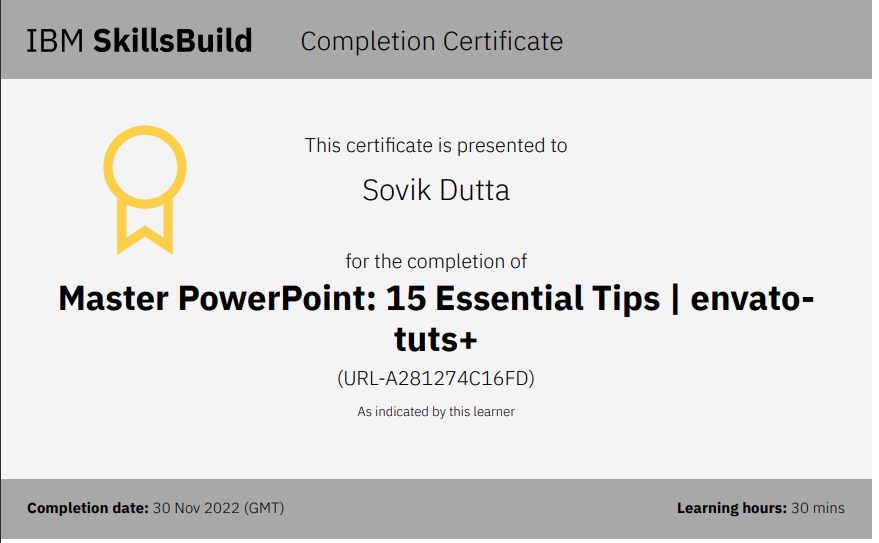 IBM SkillsBuild Completion Certificate
This certificate is presented to
Sovik Dutta
for the completion of
Master PowerPoint: 15 Essential Tips | envato-
tuts+
(URL-A281274C16FD)
As indicated by this learner
Completion date: 30 Nov 2022 (GMT) Learning hours: 30 mins